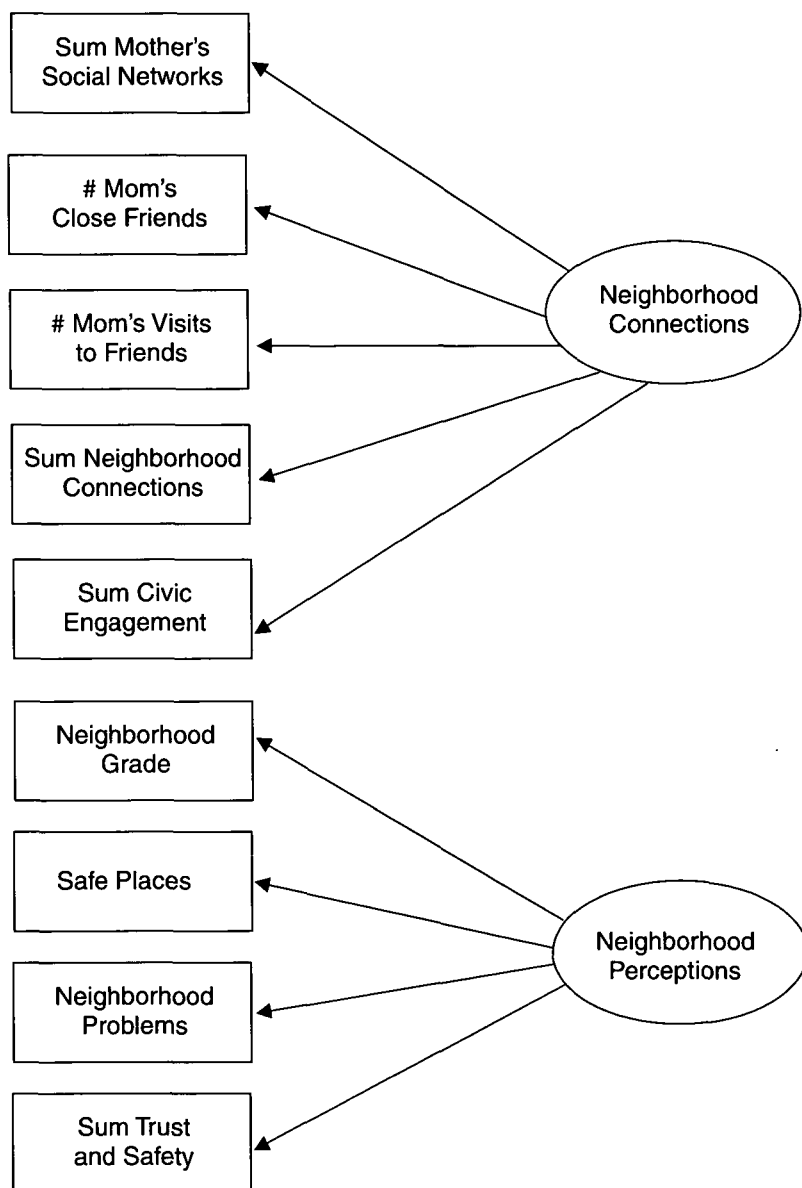 Sum Mother's
Social Networks
# Mom's
Close Friends
# Mom's Visits
to Friends
Neighborhood
Connections
Sum Neighborhood
Connections
Sum Civic
Engagement
Neighborhood
Grade
Safe Places
Neighborhood
Perceptions
Neighborhood
Problems
Sum Trust
and Safety